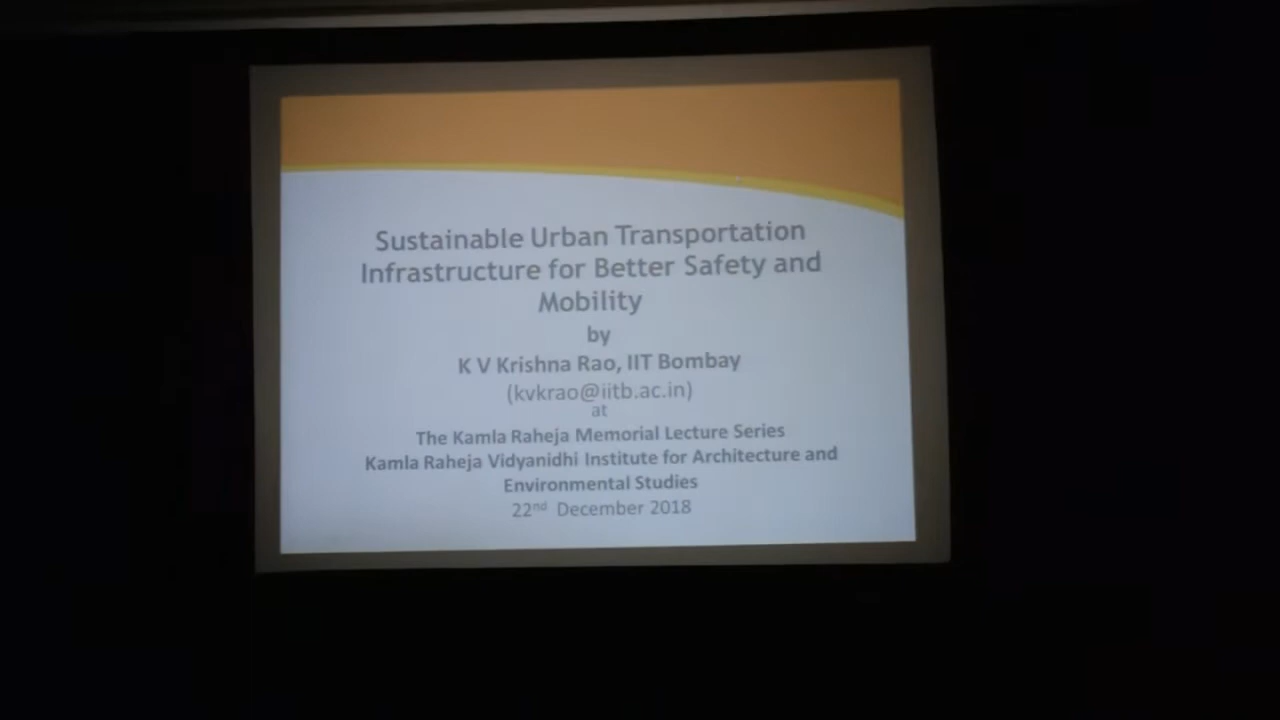 Sustainable Urban Transportation
Infrastructure for Better Safety and
Mobility
by
K V Krishna Rao, IIT Bombay
(kvkrao@iitb.ac.in)
at
The Kamla Raheja Memorial Lecture Series
Kamla Raheja Vidyanidhi Institute for Architecture and
Environmental Studies
22nd December 2018